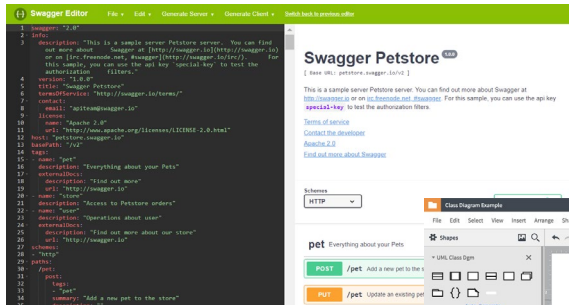 Swagger Editor File Edit Generate Server Generate Client Switch back to previous editor
1 swagger: "2.0"
2 info:
3 description: "This is a sample server Petstore server. You can find
out more about Swagger at [http://swagger.io](http://swagger.io)
or on [irc.freenode.net, #swagger](http://swagger.io/irc/). For
this sample, you can use the api key `special-key` to test the
authorization filters."
4 version: "1.0.0"
5 title: "Swagger Petstore"
6 termsOfService: "http://swagger.io/terms/"
7 contact:
8 email: "apiteam@swagger.io"
9 license:
10 name: "Apache 2.0"
11 url: "http://www.apache.org/licenses/LICENSE-2.0.html"
12 host: "petstore.swagger.io"
13 basePath: "/v2"
14 tags:
15 - name: "pet"
16 description: "Everything about your Pets"
17 externalDocs:
18 description: "Find out more"
19 url: "http://swagger.io"
20 - name: "store"
21 description: "Access to Petstore orders"
22 - name: "user"
23 description: "Operations about user"
24 externalDocs:
25 description: "Find out more about our store"
26 url: "http://swagger.io"
27 schemes:
28 - "http"
29 paths:
30 /pet:
31 post:
32 tags:
33 - "pet"
34 summary: "Add a new pet to the store"
Swagger Petstore 1.0.0
[ Base URL: petstore.swagger.io/v2 ]
This is a sample server Petstore server. You can find out more about Swagger at
http://swagger.io or on irc.freenode.net, #swagger. For this sample, you can use the api key
special-key to test the authorization filters.
Terms of service
Contact the developer
Apache 2.0
Find out more about Swagger
Schemes
HTTP
pet Everything about your Pets
POST /pet Add a new pet to the s
PUT /pet Update an existing pet
Class Diagram Example
File Edit Select View Insert Arrange Sh
Shapes
UML Class Dgm